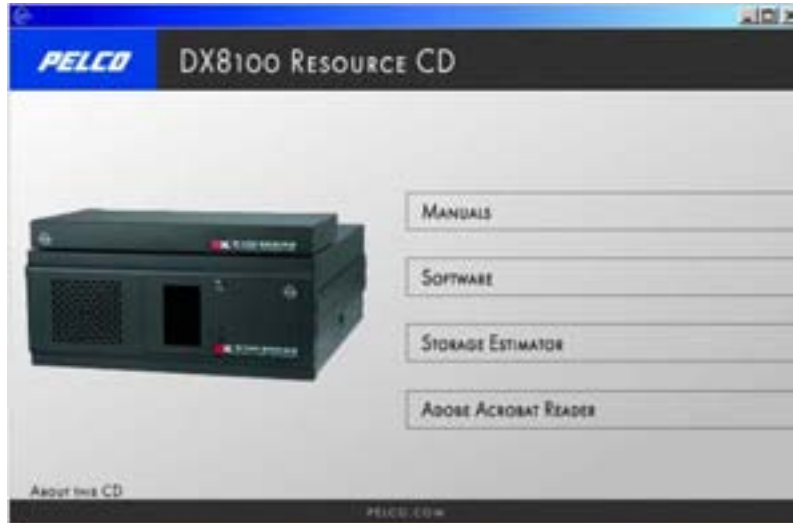 PELCO
DX8100 RESOURCE CD
MANUALS
SOFTWARE
STORAGE ESTIMATOR
ADOBE ACROBAT READER
ABOUT THIS CD
PELCO.COM